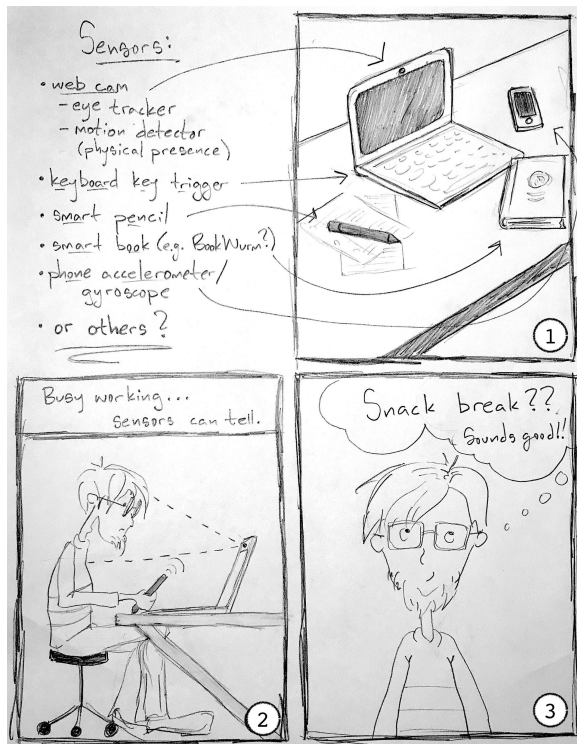 Sensors:
• web cam
- eye tracker
- motion detector
(physical presence)
• keyboard key trigger
• smart pencil
• smart book (e.g. BookWurm?)
• phone accelerometer/
gyroscope
• or others?
1
Busy working...
sensors can tell.
2
Snack break??
Sounds good!!
3